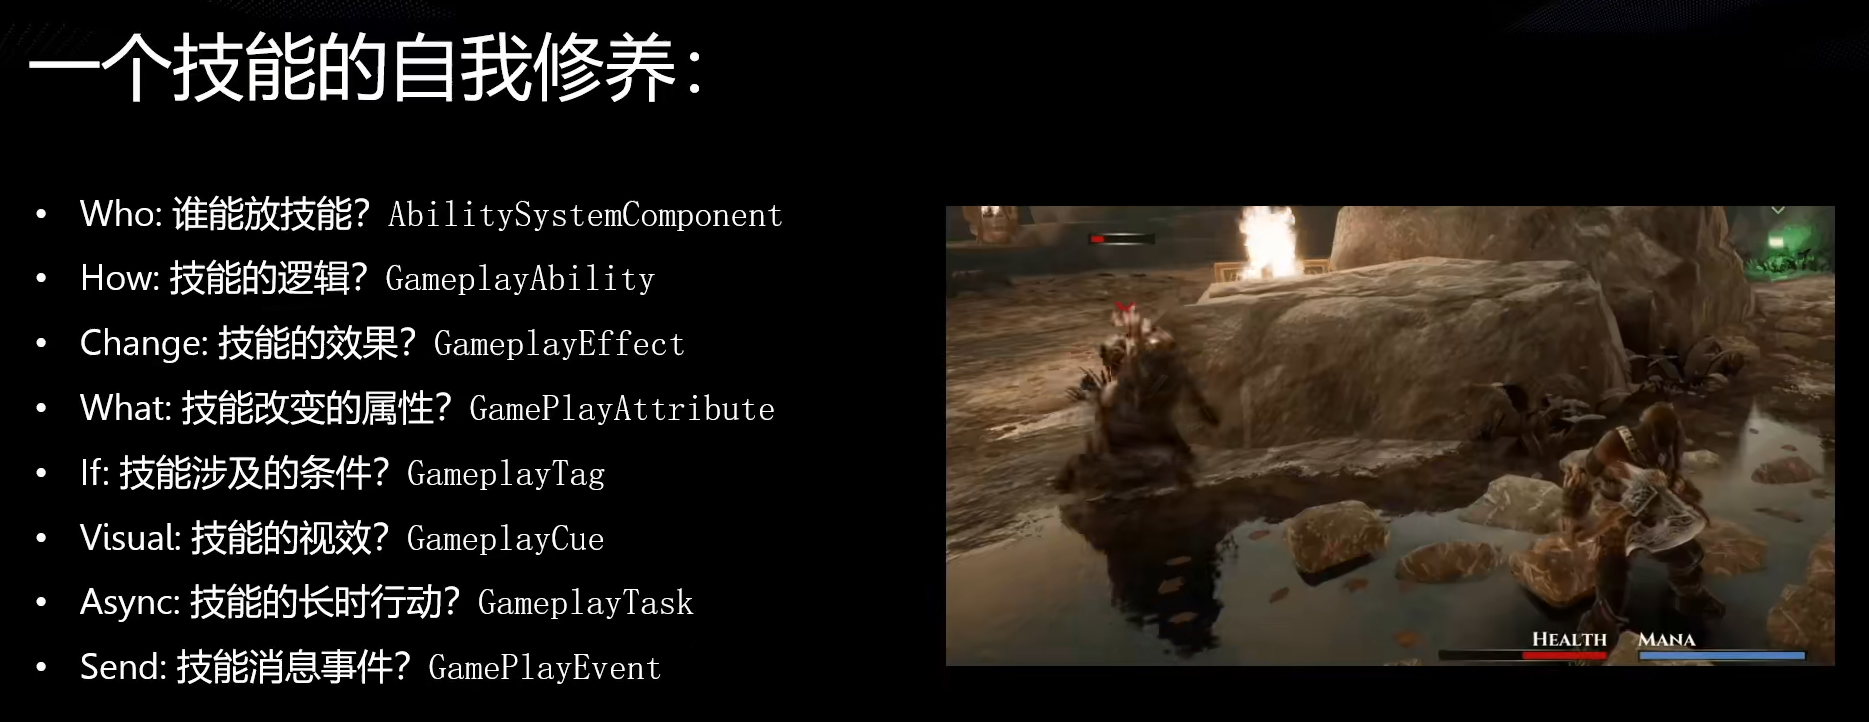 一个技能的自我修养：
• Who: 谁能放技能？AbilitySystemComponent
• How: 技能的逻辑？GameplayAbility
• Change: 技能的效果？GameplayEffect
• What: 技能改变的属性？GamePlayAttribute
• If: 技能涉及的条件？GameplayTag
• Visual: 技能的视效？GameplayCue
• Async: 技能的长时行动？GameplayTask
• Send: 技能消息事件？GamePlayEvent
HEALTH MANA